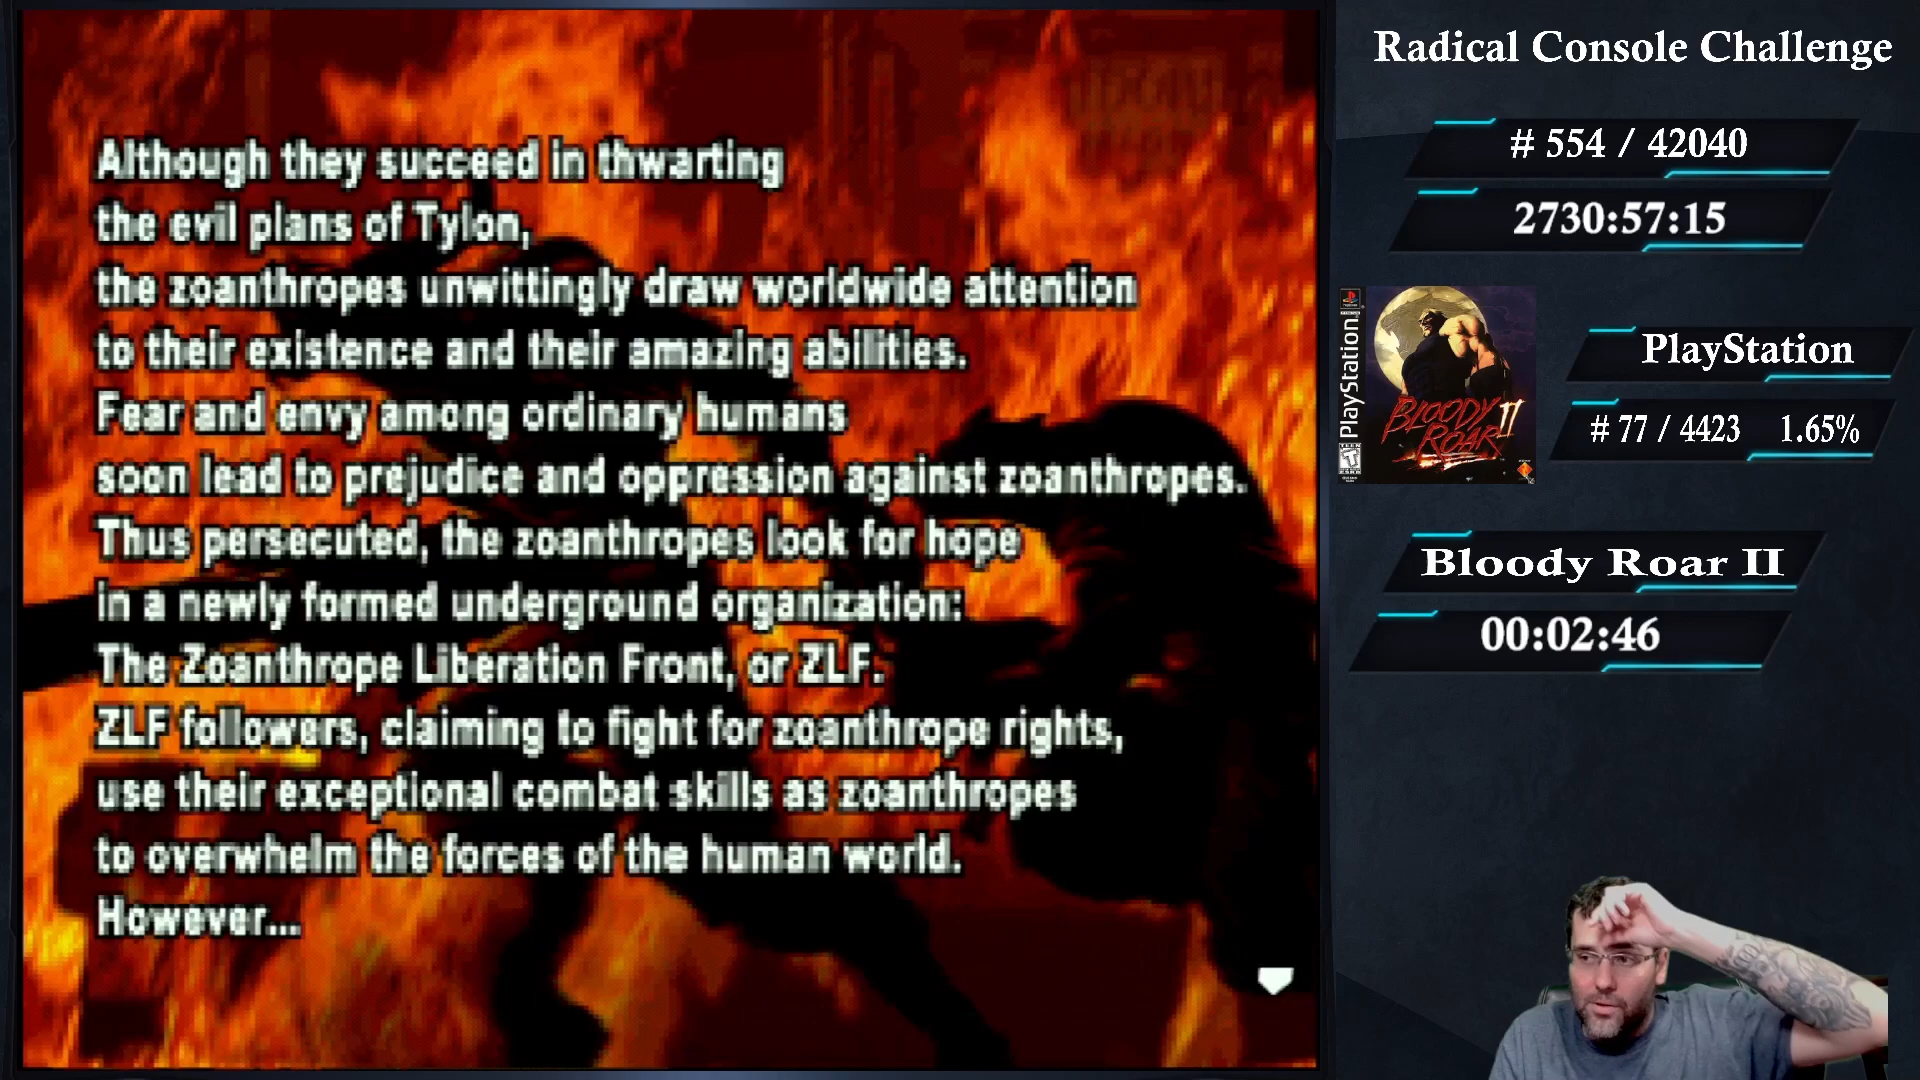 Although they succeed in thwarting
the evil plans of Tylon,
the zoanthropes unwittingly draw worldwide attention
to their existence and their amazing abilities.
Fear and envy among ordinary humans
soon lead to prejudice and oppression against zoanthropes.
Thus persecuted, the zoanthropes look for hope
in a newly formed underground organization:
The Zoanthrope Liberation Front, or ZLF.
ZLF followers, claiming to fight for zoanthrope rights,
use their exceptional combat skills as zoanthropes
to overwhelm the forces of the human world.
However...
Radical Console Challenge
# 554 / 42040
2730:57:15
PlayStation
BLOODY ROAR II
PlayStation
# 77 / 4423 1.65%
Bloody Roar II
00:02:46